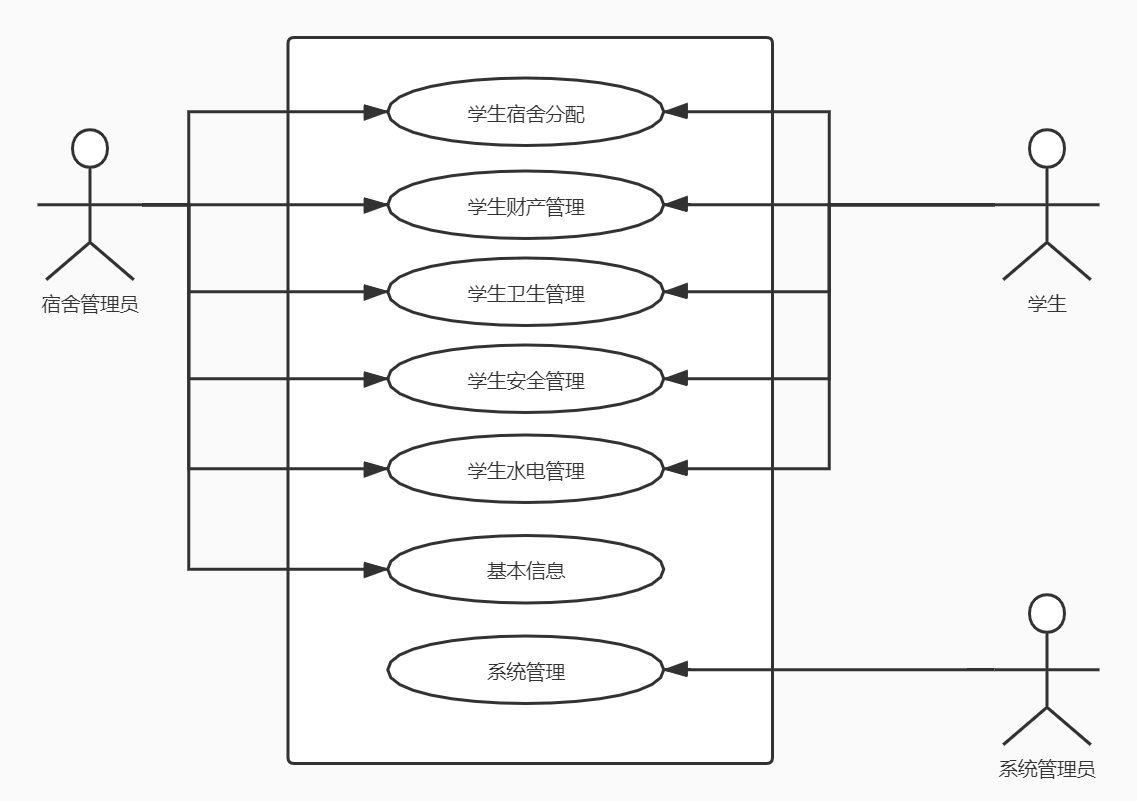 学生宿舍分配
学生财产管理
学生卫生管理
宿舍管理员
学生
学生安全管理
学生水电管理
基本信息
系统管理
系统管理员